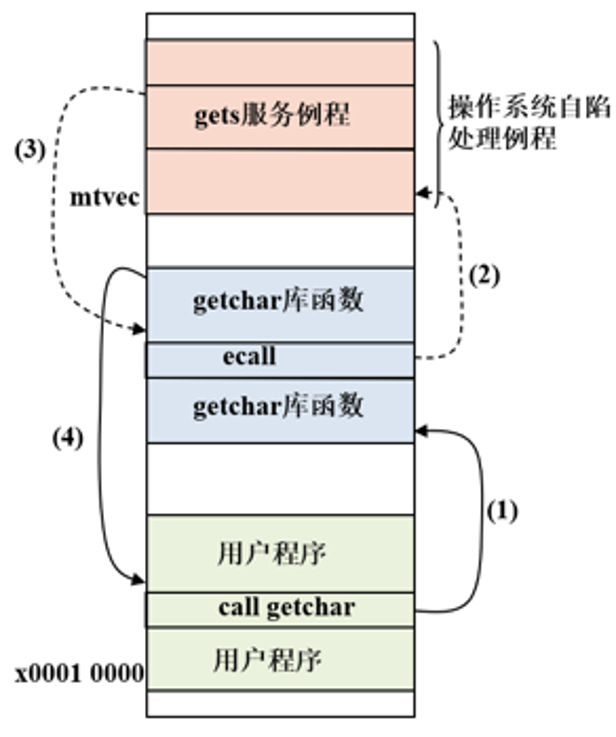 gets服务例程
操作系统自陷
处理例程
(3)
mtvec
(2)
getchar库函数
ecall
getchar库函数
(4)
(1)
用户程序
call getchar
用户程序
x0001 0000